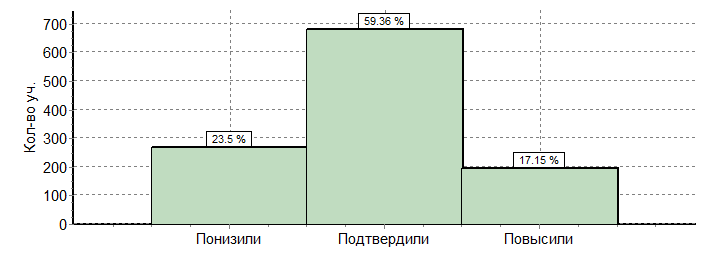 Кол-во уч.
700
600
500
400
300
200
100
0
59.36 %
23.5 %
17.15 %
Понизили
Подтвердили
Повысили